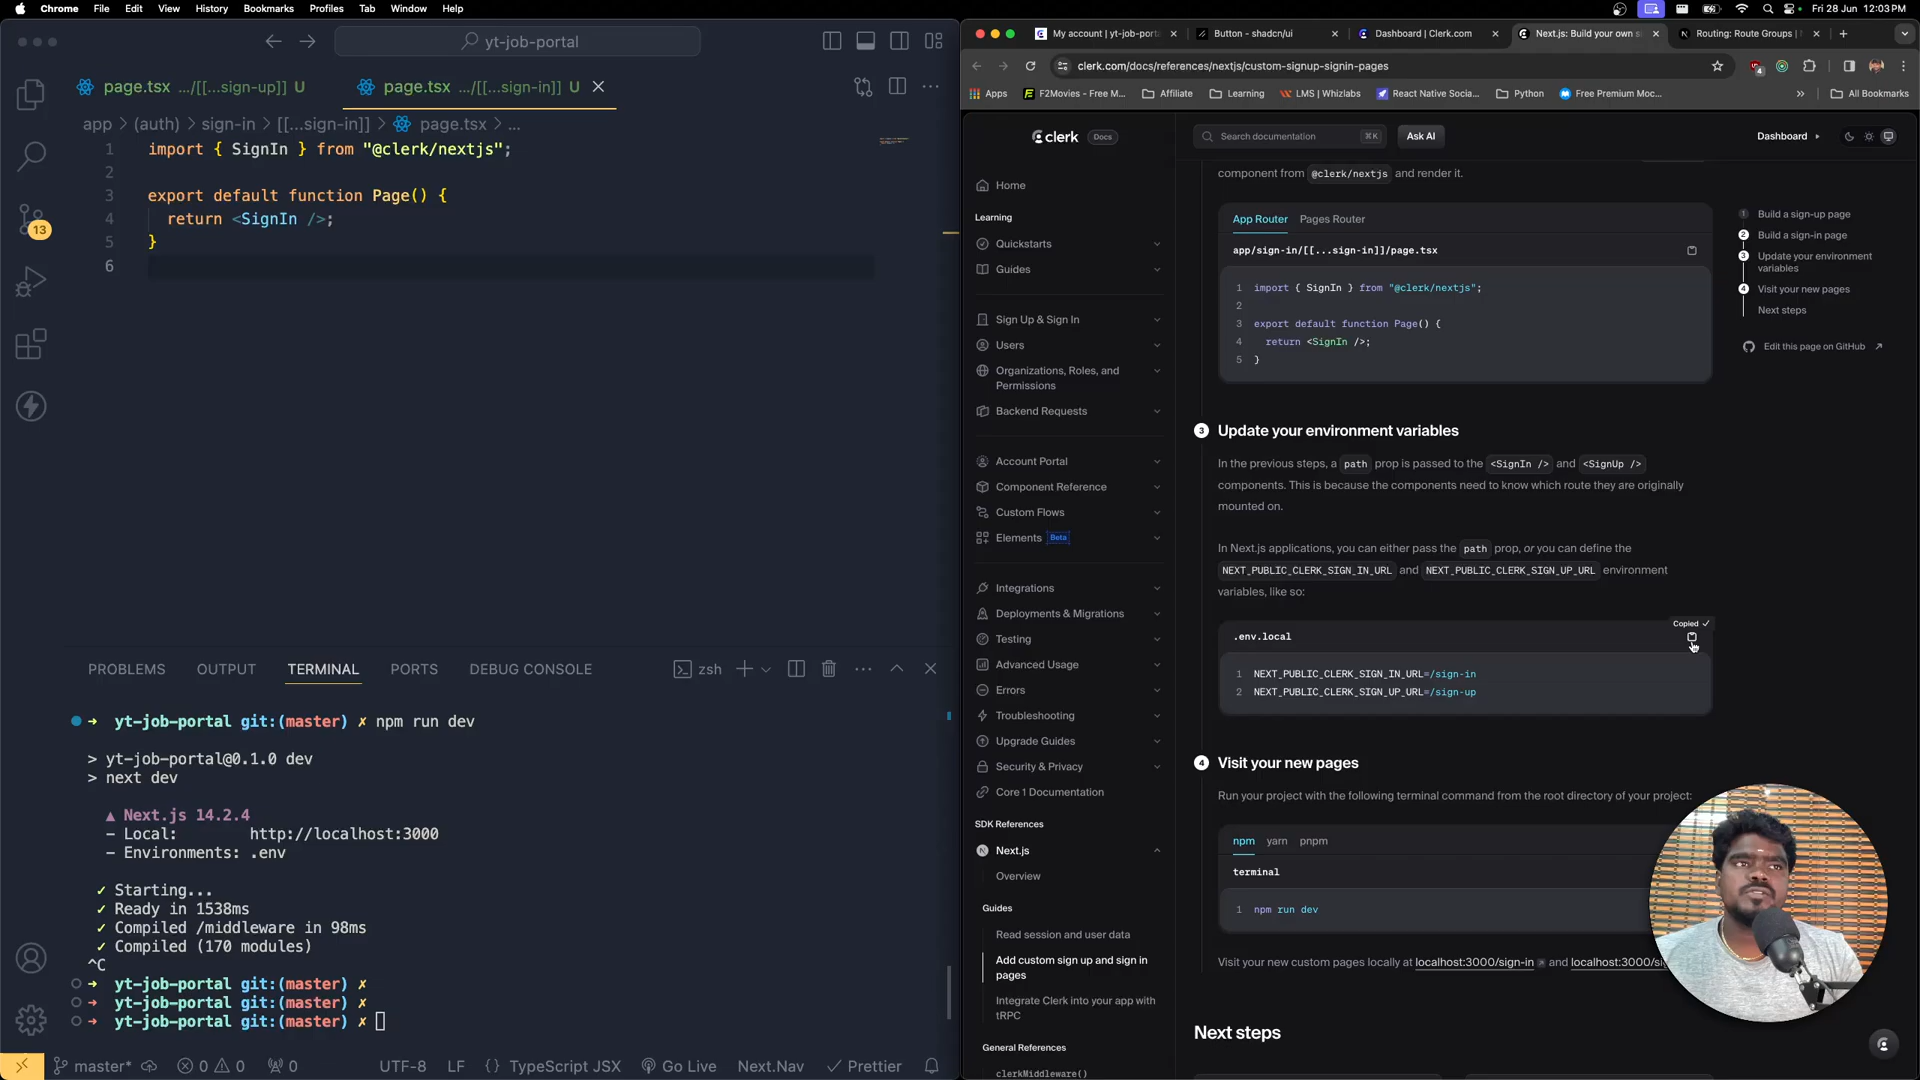 Chrome File Edit View History Bookmarks Profiles Tab Window Help
Fri 28 Jun 12:03 PM
yt-job-portal
page.tsx .../[[...sign-up]] U
page.tsx .../[[...sign-in]] U
app > (auth) > sign-in > [[...sign-in]] > page.tsx > ...
1 import { SignIn } from "@clerk/nextjs";
2
3 export default function Page() {
4 return <SignIn />;
5 }
6
13
PROBLEMS OUTPUT TERMINAL PORTS DEBUG CONSOLE
zsh
➜ yt-job-portal git:(master) ✗ npm run dev
> yt-job-portal@0.1.0 dev
> next dev
▲ Next.js 14.2.4
- Local: http://localhost:3000
- Environments: .env
✓ Starting...
✓ Ready in 1538ms
✓ Compiled /middleware in 98ms
✓ Compiled (170 modules)
^C
➜ yt-job-portal git:(master) ✗
➜ yt-job-portal git:(master) ✗
➜ yt-job-portal git:(master) ✗
master* 0 0 0 UTF-8 LF {} TypeScript JSX Go Live Next.Nav Prettier
My account | yt-job-port
Button - shadcn/ui
Dashboard | Clerk.com
Next.js: Build your own s
Routing: Route Groups |
clerk.com/docs/references/nextjs/custom-signup-signin-pages
4
Apps F2Movies - Free M... Affiliate Learning LMS | Whizlabs React Native Socia... Python Free Premium Moc... » All Bookmarks
clerk Docs
Search documentation ⌘K
Ask AI
Dashboard
Home
Learning
Quickstarts
Guides
Sign Up & Sign In
Users
Organizations, Roles, and
Permissions
Backend Requests
Account Portal
Component Reference
Custom Flows
Elements Beta
Integrations
Deployments & Migrations
Testing
Advanced Usage
Errors
Troubleshooting
Upgrade Guides
Security & Privacy
Core 1 Documentation
SDK References
Next.js
Overview
Guides
Read session and user data
Add custom sign up and sign in
pages
Integrate Clerk into your app with
tRPC
General References
clerkMiddleware()
component from @clerk/nextjs and render it.
App Router Pages Router
app/sign-in/[[...sign-in]]/page.tsx
1 import { SignIn } from "@clerk/nextjs";
2
3 export default function Page() {
4 return <SignIn />;
5 }
3 Update your environment variables
In the previous steps, a path prop is passed to the <SignIn /> and <SignUp />
components. This is because the components need to know which route they are originally
mounted on.
In Next.js applications, you can either pass the path prop, or you can define the
NEXT_PUBLIC_CLERK_SIGN_IN_URL and NEXT_PUBLIC_CLERK_SIGN_UP_URL environment
variables, like so:
Copied ✓
.env.local
1 NEXT_PUBLIC_CLERK_SIGN_IN_URL=/sign-in
2 NEXT_PUBLIC_CLERK_SIGN_UP_URL=/sign-up
4 Visit your new pages
Run your project with the following terminal command from the root directory of your project:
npm yarn pnpm
terminal
1 npm run dev
Visit your new custom pages locally at localhost:3000/sign-in and
Next steps
1 Build a sign-up page
2 Build a sign-in page
3 Update your environment
variables
4 Visit your new pages
Next steps
Edit this page on GitHub